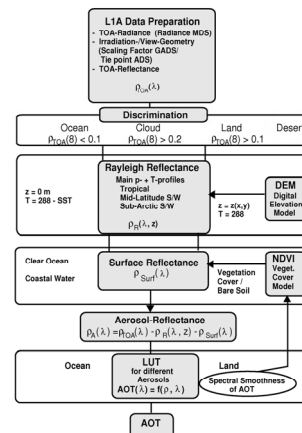 L1A Data Preparation
- TOA-Radiance (Radiance MDS)
- Irradiation-/View-Geometry
(Scaling Factor GADS/
Tie point ADS)
- TOA-Reflectance
ρTOA(λ)
Discrimination
Ocean Cloud Land Desert
ρTOA(8) < 0.1 ρTOA(8) > 0.2 ρTOA(8) > 0.1
Rayleigh Reflectance
z = 0 m
T = 288 - SST
Main p- + T-profiles
Tropical
Mid-Latitude S/W
Sub-Arctic S/W
ρR(λ, z)
z = z(x,y)
T = 288
DEM
Digital
Elevation
Model
Clear Ocean
Coastal Water
Surface Reflectance
ρSurf(λ)
Vegetation
Cover /
Bare Soil
NDVI
Veget.
Cover
Model
Aerosol-Reflectance
ρA(λ) = ρTOA(λ) - ρR(λ, z) - ρSurf(λ)
Ocean Land
LUT
for different
Aerosols
AOT(λ) = f(ρ, λ)
Spectral Smoothness
of AOT
AOT